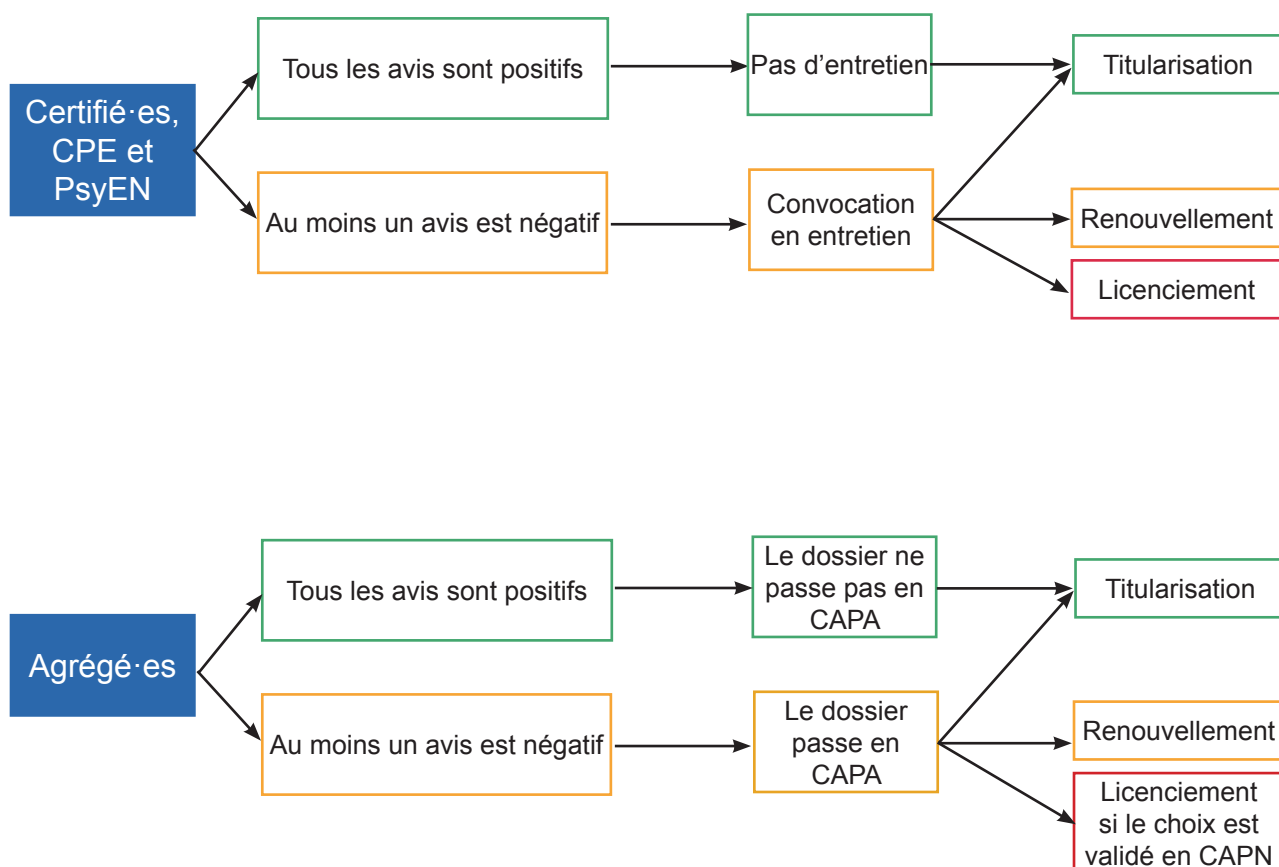 Certifié·es,
CPE et
PsyEN
Tous les avis sont positifs
Pas d'entretien
Titularisation
Au moins un avis est négatif
Convocation
en entretien
Renouvellement
Licenciement
Agrégé·es
Tous les avis sont positifs
Le dossier ne
passe pas en
CAPA
Titularisation
Au moins un avis est négatif
Le dossier
passe en
CAPA
Renouvellement
Licenciement
si le choix est
validé en CAPN